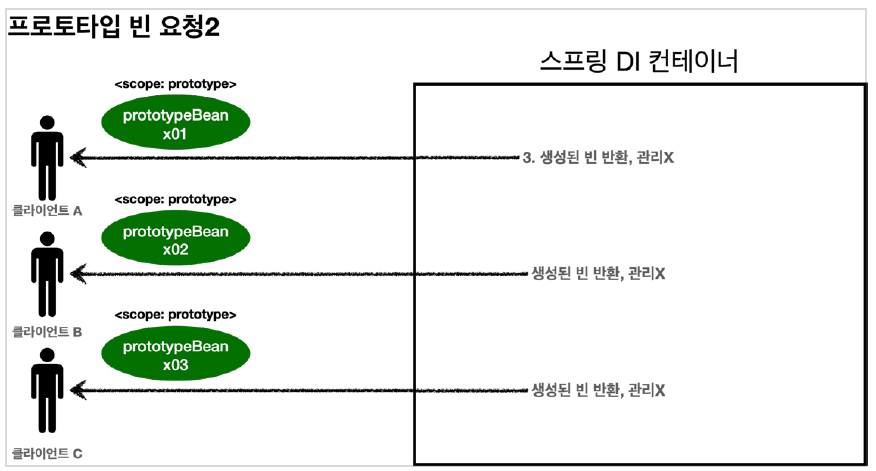 프로토타입 빈 요청2
스프링 DI 컨테이너
<scope: prototype>
prototypeBean
x01
3. 생성된 빈 반환, 관리X
클라이언트 A
<scope: prototype>
prototypeBean
x02
생성된 빈 반환, 관리X
클라이언트 B
<scope: prototype>
prototypeBean
x03
생성된 빈 반환, 관리X
클라이언트 C